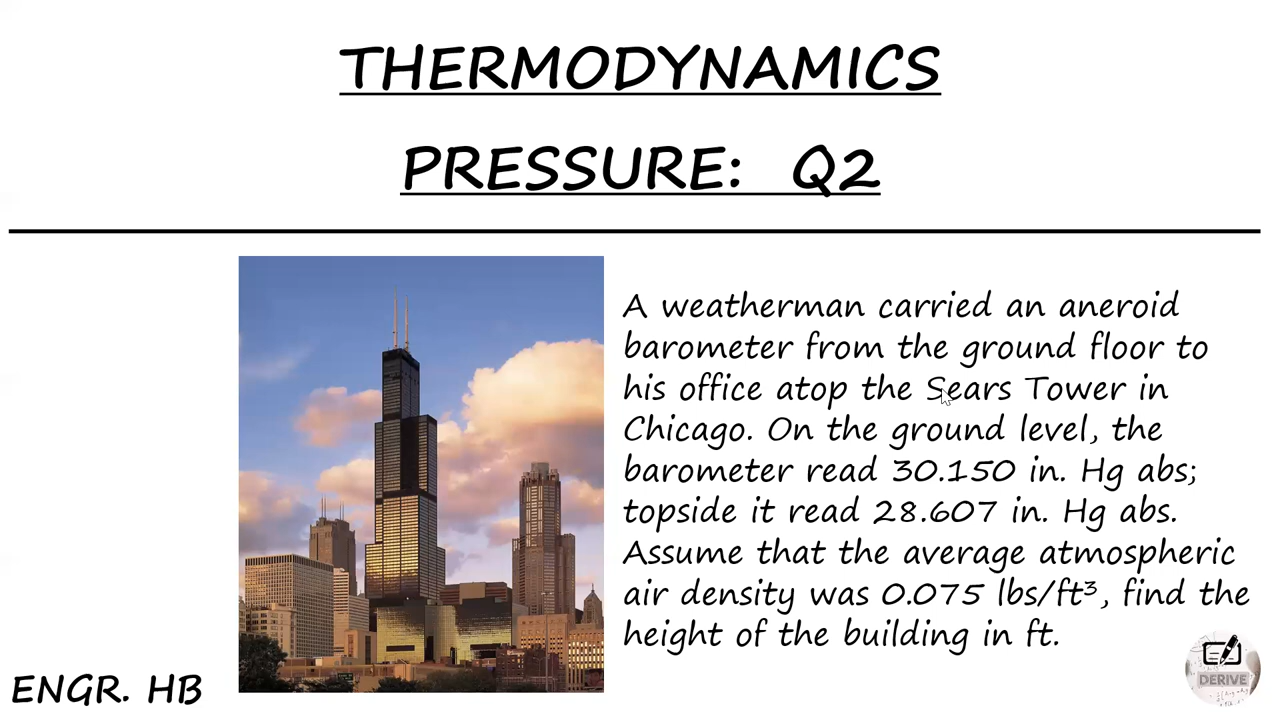 THERMODYNAMICS
PRESSURE: Q2
A weatherman carried an aneroid
barometer from the ground floor to
his office atop the Sears Tower in
Chicago. On the ground level, the
barometer read 30.150 in. Hg abs;
topside it read 28.607 in. Hg abs.
Assume that the average atmospheric
air density was 0.075 lbs/ft³, find the
height of the building in ft.
ENGR. HB
DERIVE